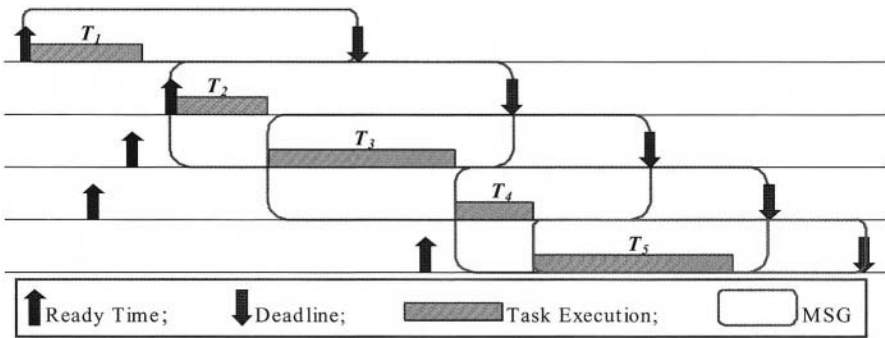 T₁
T₂
T₃
T₄
T₅
Ready Time; Deadline; Task Execution; MSG